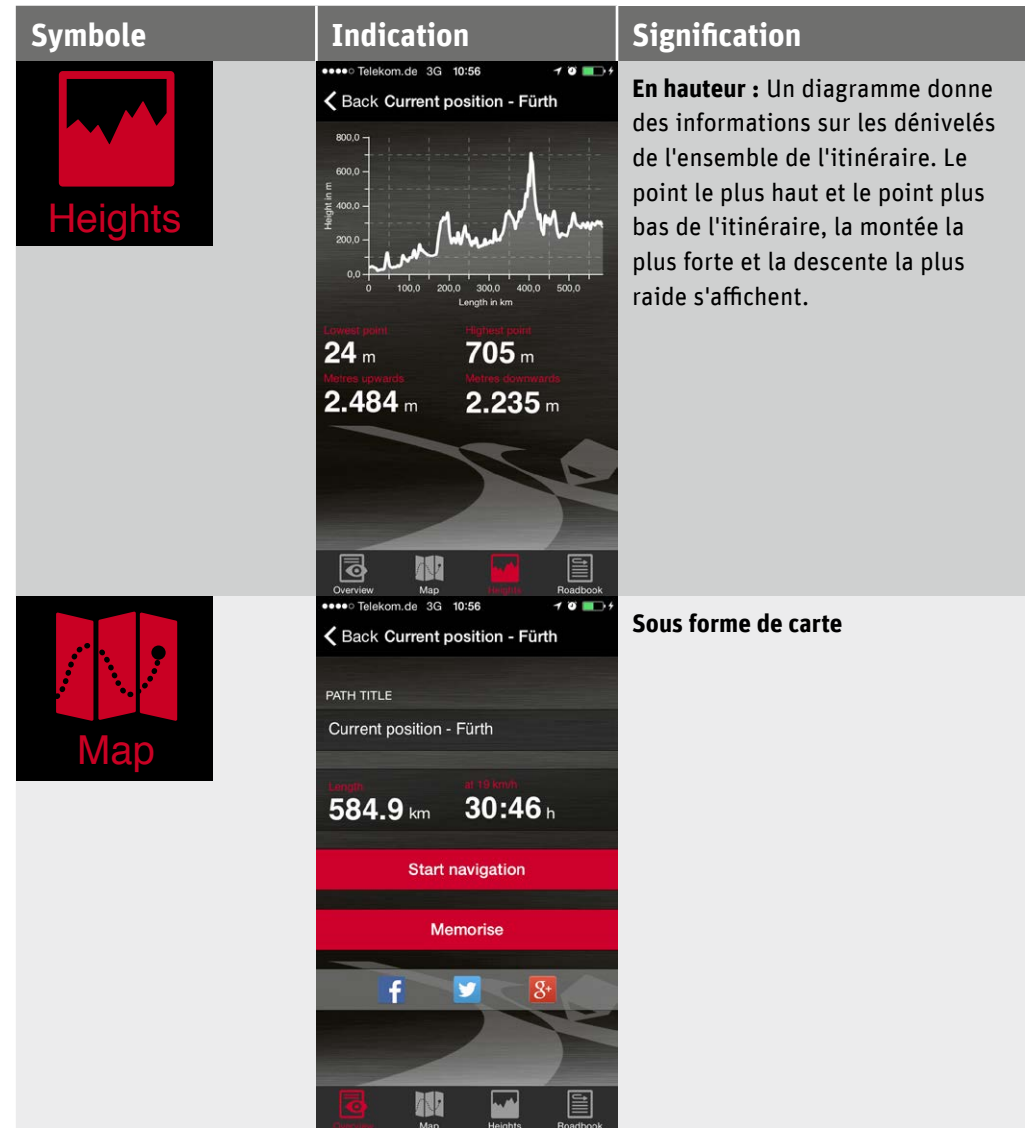 Symbole
Indication
Signification
Heights
Telekom.de 3G 10:56
Back Current position - Fürth
800,0
600,0
400,0
200,0
0,0
Height in m
0 100,0 200,0 300,0 400,0 500,0
Length in km
Lowest point Highest point
24 m 705 m
Metres upwards Metres downwards
2.484 m 2.235 m
Overview Map Heights Roadbook
En hauteur : Un diagramme donne
des informations sur les dénivelés
de l'ensemble de l'itinéraire. Le
point le plus haut et le point plus
bas de l'itinéraire, la montée la
plus forte et la descente la plus
raide s'affichent.
Map
Telekom.de 3G 10:56
Back Current position - Fürth
PATH TITLE
Current position - Fürth
Length at 19 km/h
584.9 km 30:46 h
Start navigation
Memorise
f
g+
Overview Map Heights Roadbook
Sous forme de carte